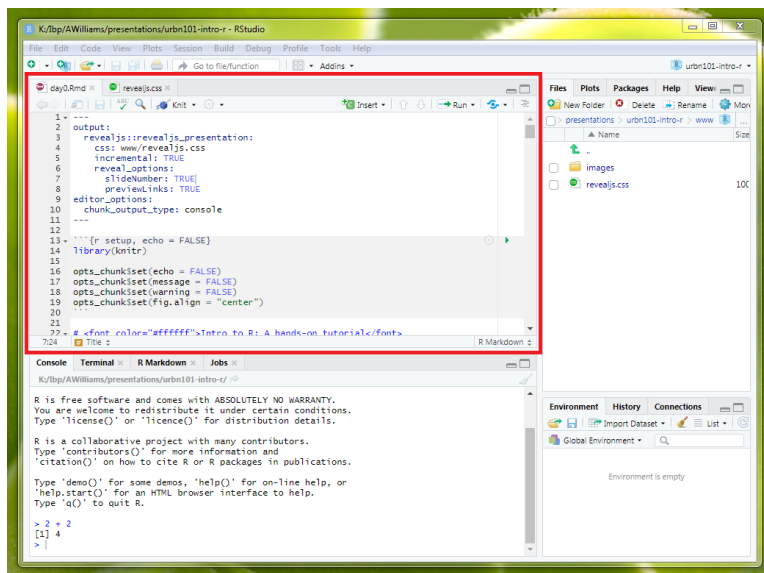 K:/Ibp/AWilliams/presentations/urbn101-intro-r - RStudio
File Edit Code View Plots Session Build Debug Profile Tools Help
Go to file/function Addins urbn101-intro-r
day0.Rmd revealjs.css
ABC Knit Insert Run
1 ---
2 output:
3 revealjs::revealjs_presentation:
4 css: www/revealjs.css
5 incremental: TRUE
6 reveal_options:
7 slideNumber: TRUE
8 previewLinks: TRUE
9 editor_options:
10 chunk_output_type: console
11 ---
12
13 ```{r setup, echo = FALSE}
14 library(knitr)
15
16 opts_chunk$set(echo = FALSE)
17 opts_chunk$set(message = FALSE)
18 opts_chunk$set(warning = FALSE)
19 opts_chunk$set(fig.align = "center")
20 ```
21
22 # <font color="#ffffff">Intro to R: A hands-on tutorial</font>
7:24 Title R Markdown
Console Terminal R Markdown Jobs
K:/Ibp/AWilliams/presentations/urbn101-intro-r/
R is free software and comes with ABSOLUTELY NO WARRANTY.
You are welcome to redistribute it under certain conditions.
Type 'license()' or 'licence()' for distribution details.
R is a collaborative project with many contributors.
Type 'contributors()' for more information and
'citation()' on how to cite R or R packages in publications.
Type 'demo()' for some demos, 'help()' for on-line help, or
'help.start()' for an HTML browser interface to help.
Type 'q()' to quit R.
> 2 + 2
[1] 4
>
Files Plots Packages Help View
New Folder Delete Rename More
presentations urbn101-intro-r www ...
Name Size
..
images
revealjs.css 100
Environment History Connections
Import Dataset List
Global Environment
Environment is empty